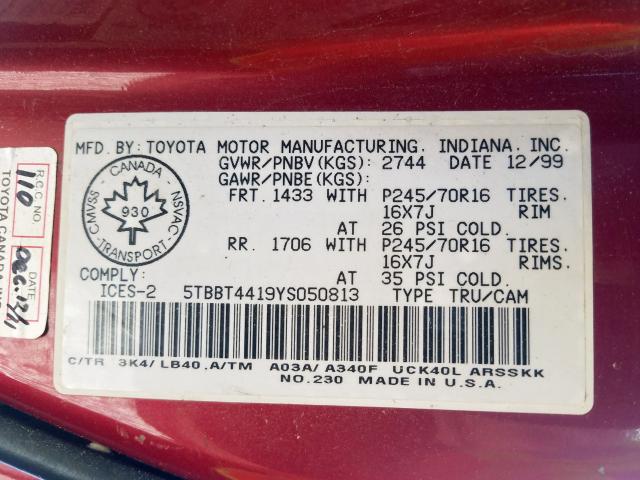 MFD. BY: TOYOTA MOTOR MANUFACTURING. INDIANA. INC.
GVWR/PNBV(KGS): 2744 DATE 12/99
GAWR/PNBE(KGS):
FRT. 1433 WITH P245/70R16 TIRES.
16X7J RIM
AT 26 PSI COLD.
RR. 1706 WITH P245/70R16 TIRES.
16X7J RIMS.
AT 35 PSI COLD.
CANADA
CMVSS NSVAC
930
TRANSPORT
COMPLY:
ICES-2 5TBBT4419YS050813 TYPE TRU/CAM
C/TR 3K4/LB40.A/TM A03A/A340F UCK40L ARSSKK
NO.230 MADE IN U.S.A.
R.C.C. NO.
110
DATE
TOYOTA CANADA